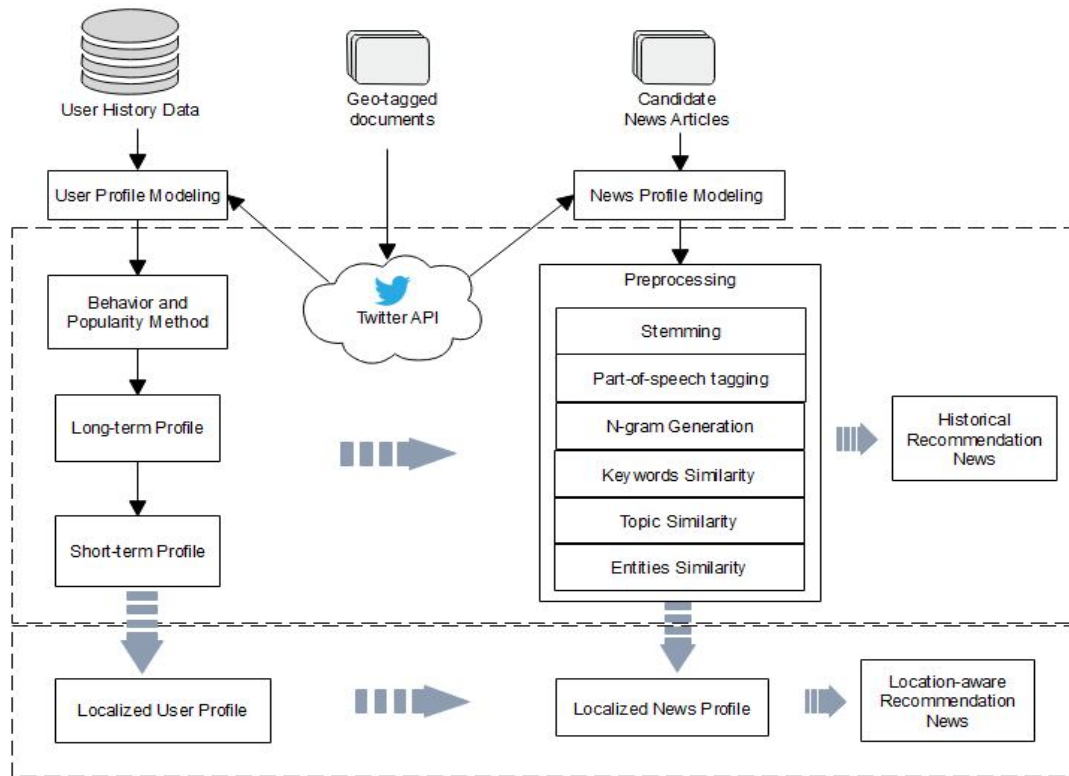 User History Data
Geo-tagged
documents
Candidate
News Articles
User Profile Modeling
News Profile Modeling
Behavior and
Popularity Method
Twitter API
Preprocessing
Stemming
Part-of-speech tagging
N-gram Generation
Keywords Similarity
Topic Similarity
Entities Similarity
Long-term Profile
Short-term Profile
Historical
Recommendation
News
Localized User Profile
Localized News Profile
Location-aware
Recommendation
News